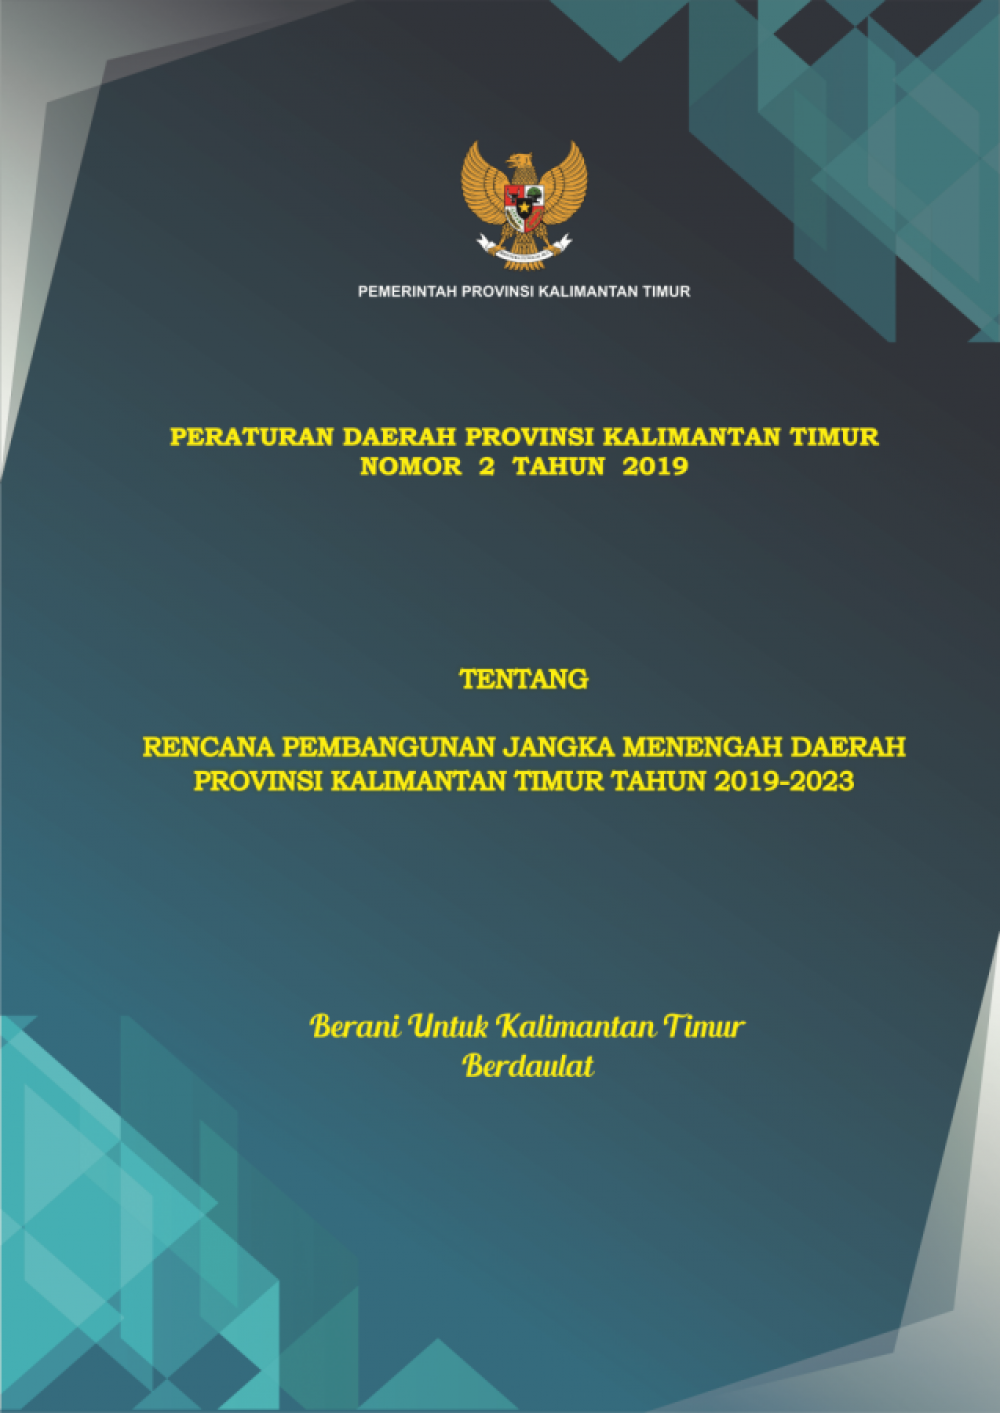 PEMERINTAH PROVINSI KALIMANTAN TIMUR
PERATURAN DAERAH PROVINSI KALIMANTAN TIMUR
NOMOR 2 TAHUN 2019
TENTANG
RENCANA PEMBANGUNAN JANGKA MENENGAH DAERAH
PROVINSI KALIMANTAN TIMUR TAHUN 2019-2023
Berani Untuk Kalimantan Timur
Berdaulat